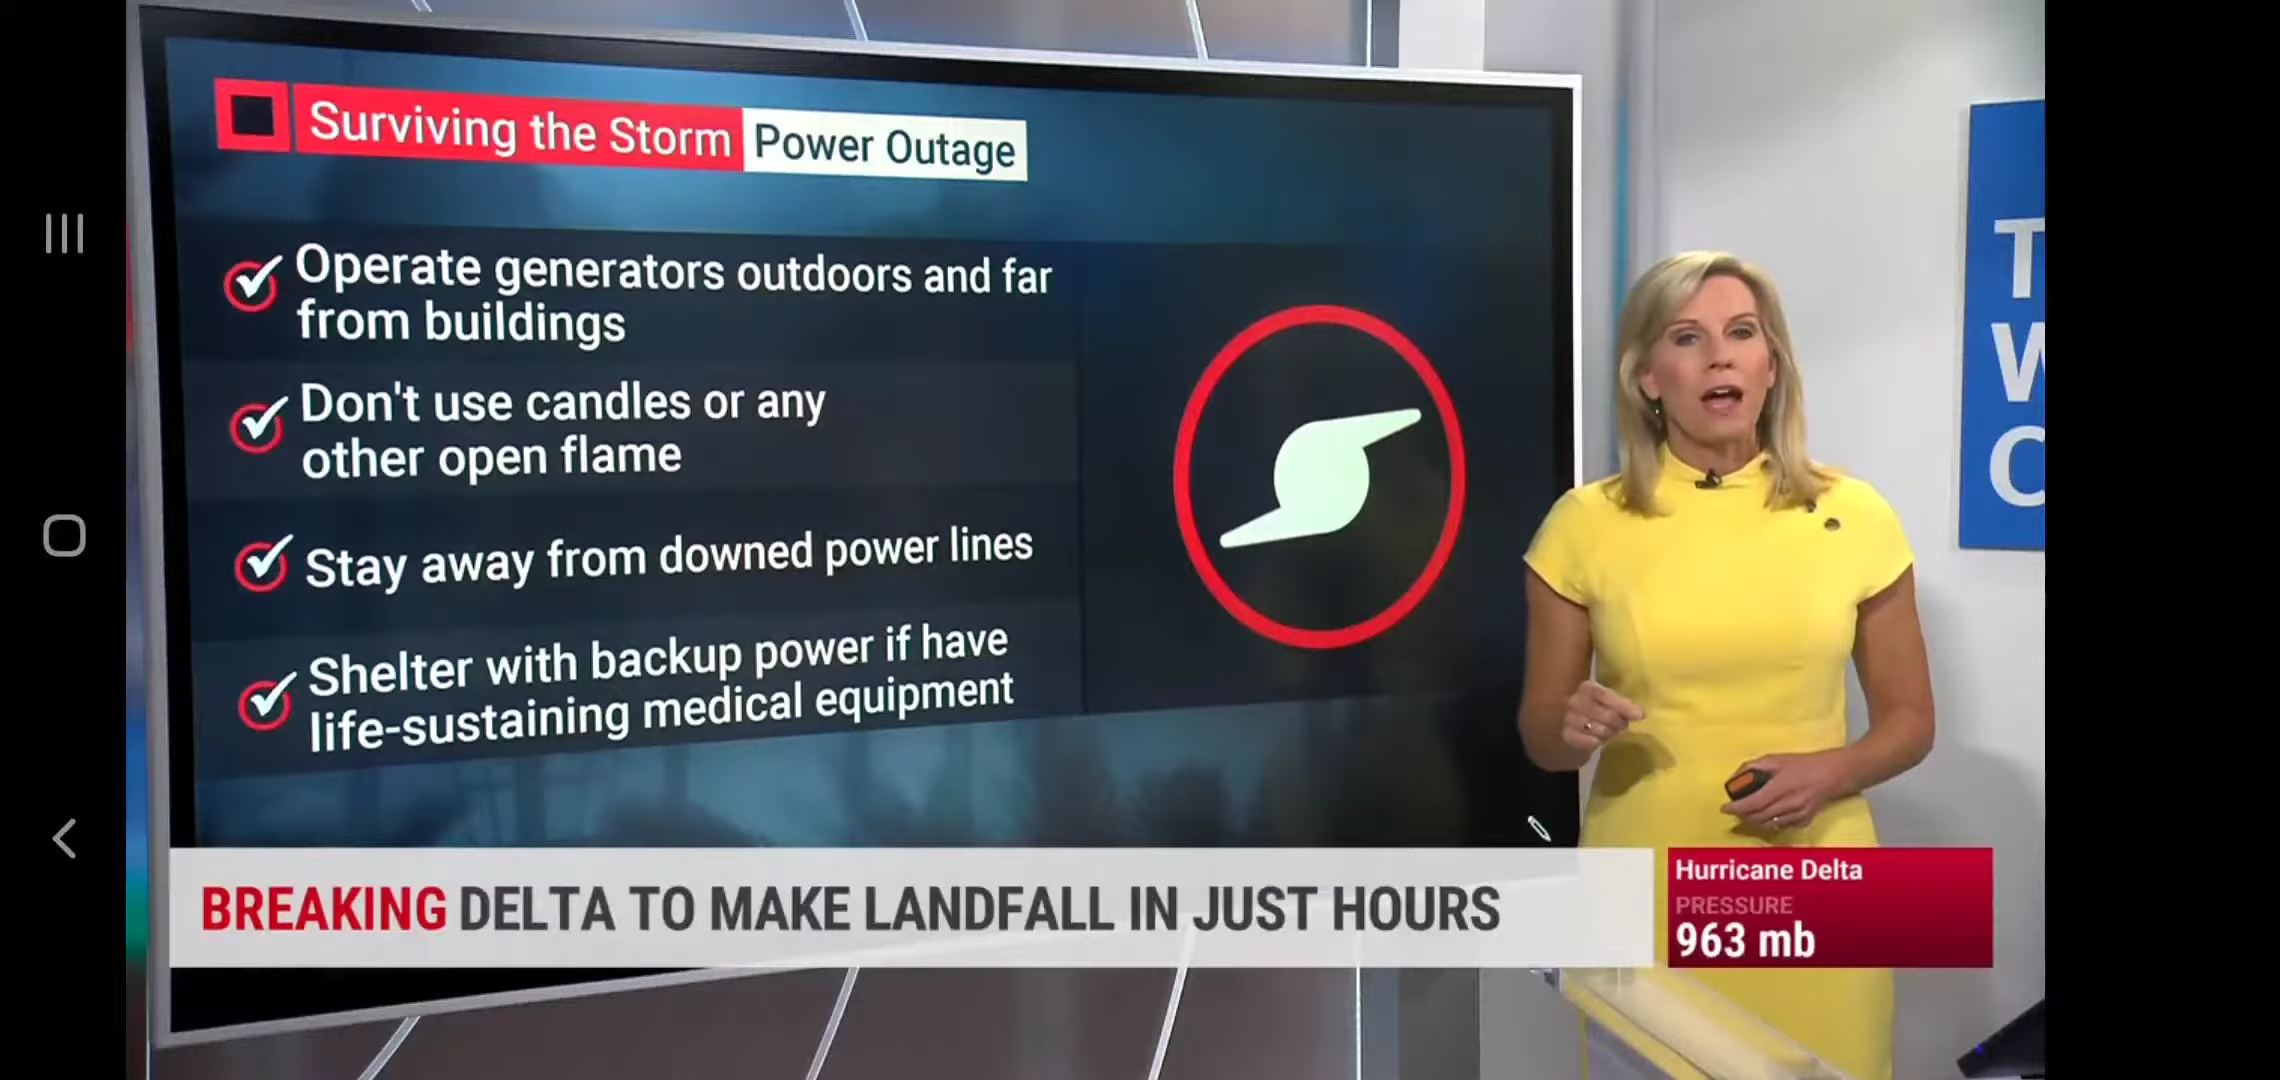 Surviving the Storm Power Outage
Operate generators outdoors and far
from buildings
Don't use candles or any
other open flame
Stay away from downed power lines
Shelter with backup power if have
life-sustaining medical equipment
T
W
C
BREAKING DELTA TO MAKE LANDFALL IN JUST HOURS
Hurricane Delta
PRESSURE
963 mb